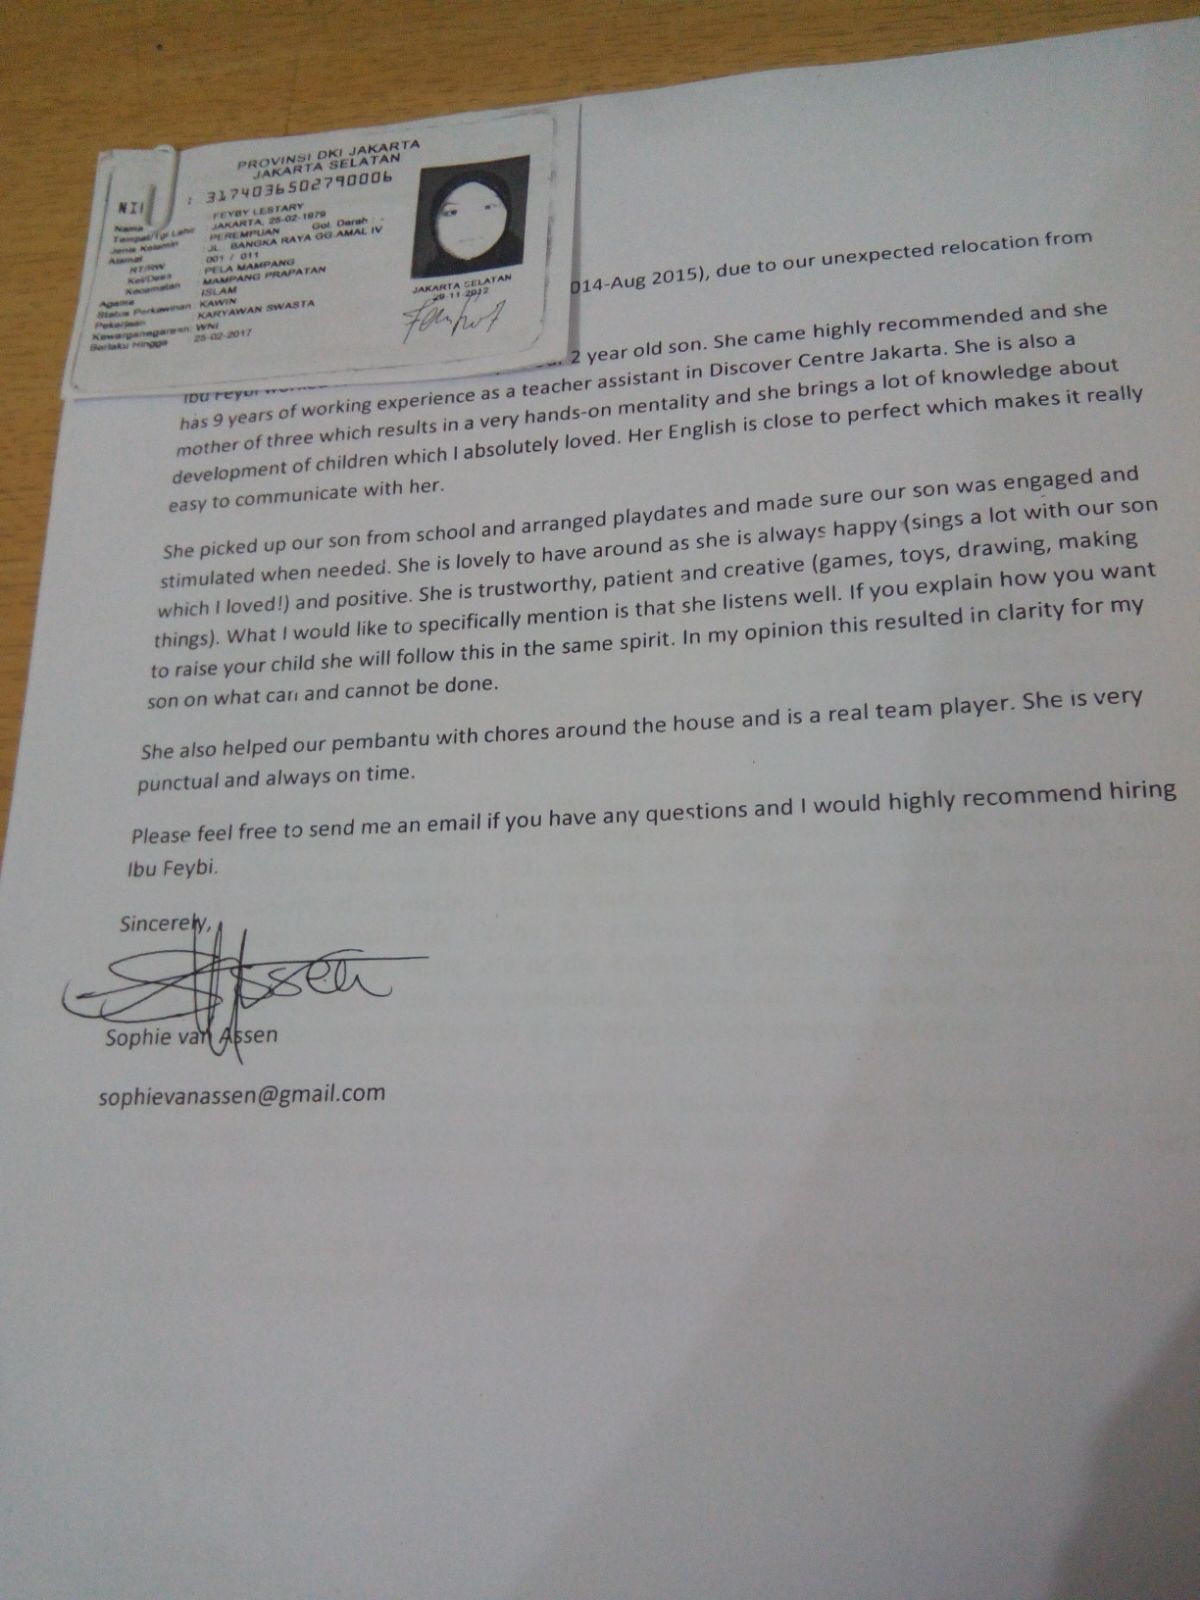 PROVINSI DKI JAKARTA
JAKARTA SELATAN
NIK : 3174036502790006
Nama : FEYBY LESTARY
Tempat/Tgl Lahir : JAKARTA, 25-02-1979
Jenis Kelamin : PEREMPUAN Gol. Darah : -
Alamat : JL. BANGKA RAYA GG.AMAL IV
RT/RW : 001 / 011
Kel/Desa : PELA MAMPANG
Kecamatan : MAMPANG PRAPATAN
Agama : ISLAM
Status Perkawinan : KAWIN
Pekerjaan : KARYAWAN SWASTA
Kewarganegaraan: WNI
Berlaku Hingga : 25-02-2017
JAKARTA SELATAN
29-11-2012
014-Aug 2015), due to our unexpected relocation from
Ibu Feybi worked 2 year old son. She came highly recommended and she
has 9 years of working experience as a teacher assistant in Discover Centre Jakarta. She is also a
mother of three which results in a very hands-on mentality and she brings a lot of knowledge about
development of children which I absolutely loved. Her English is close to perfect which makes it really
easy to communicate with her.
She picked up our son from school and arranged playdates and made sure our son was engaged and
stimulated when needed. She is lovely to have around as she is always happy (sings a lot with our son
which I loved!) and positive. She is trustworthy, patient and creative (games, toys, drawing, making
things). What I would like to specifically mention is that she listens well. If you explain how you want
to raise your child she will follow this in the same spirit. In my opinion this resulted in clarity for my
son on what can and cannot be done.
She also helped our pembantu with chores around the house and is a real team player. She is very
punctual and always on time.
Please feel free to send me an email if you have any questions and I would highly recommend hiring
Ibu Feybi.
Sincerely,
Sophie van Assen
sophievanassen@gmail.com